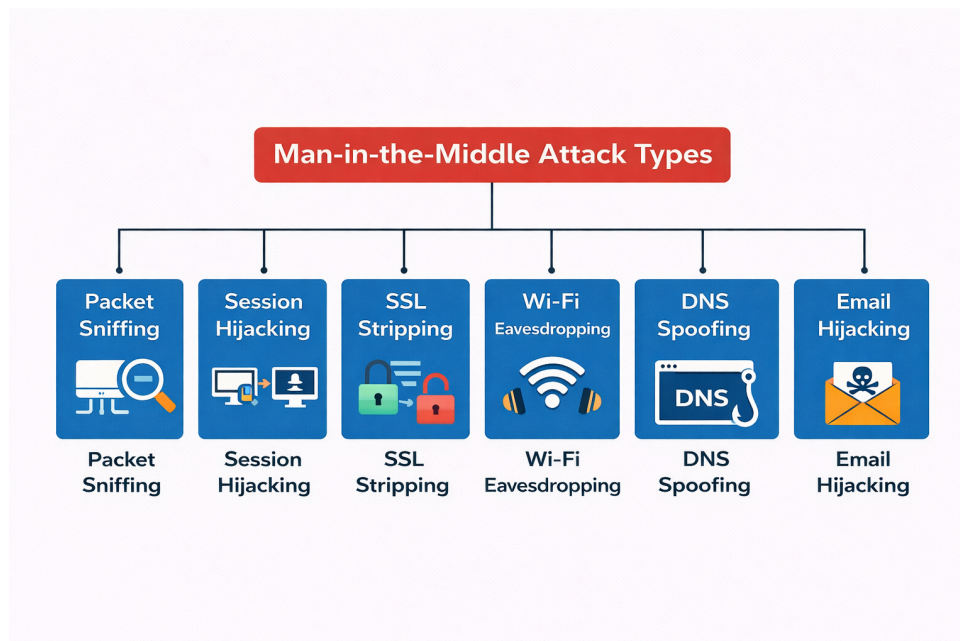 Man-in-the-Middle Attack Types
Packet
Sniffing
Session
Hijacking
SSL
Stripping
Wi-Fi
Eavesdropping
DNS
Spoofing
Email
Hijacking
DNS
Packet
Sniffing
Session
Hijacking
SSL
Stripping
Wi-Fi
Eavesdropping
DNS
Spoofing
Email
Hijacking